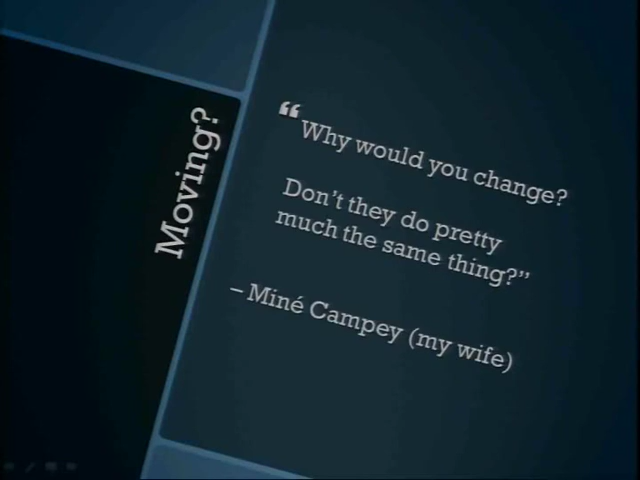 Moving?
“Why would you change?
Don’t they do pretty
much the same thing?”
– Miné Campey (my wife)